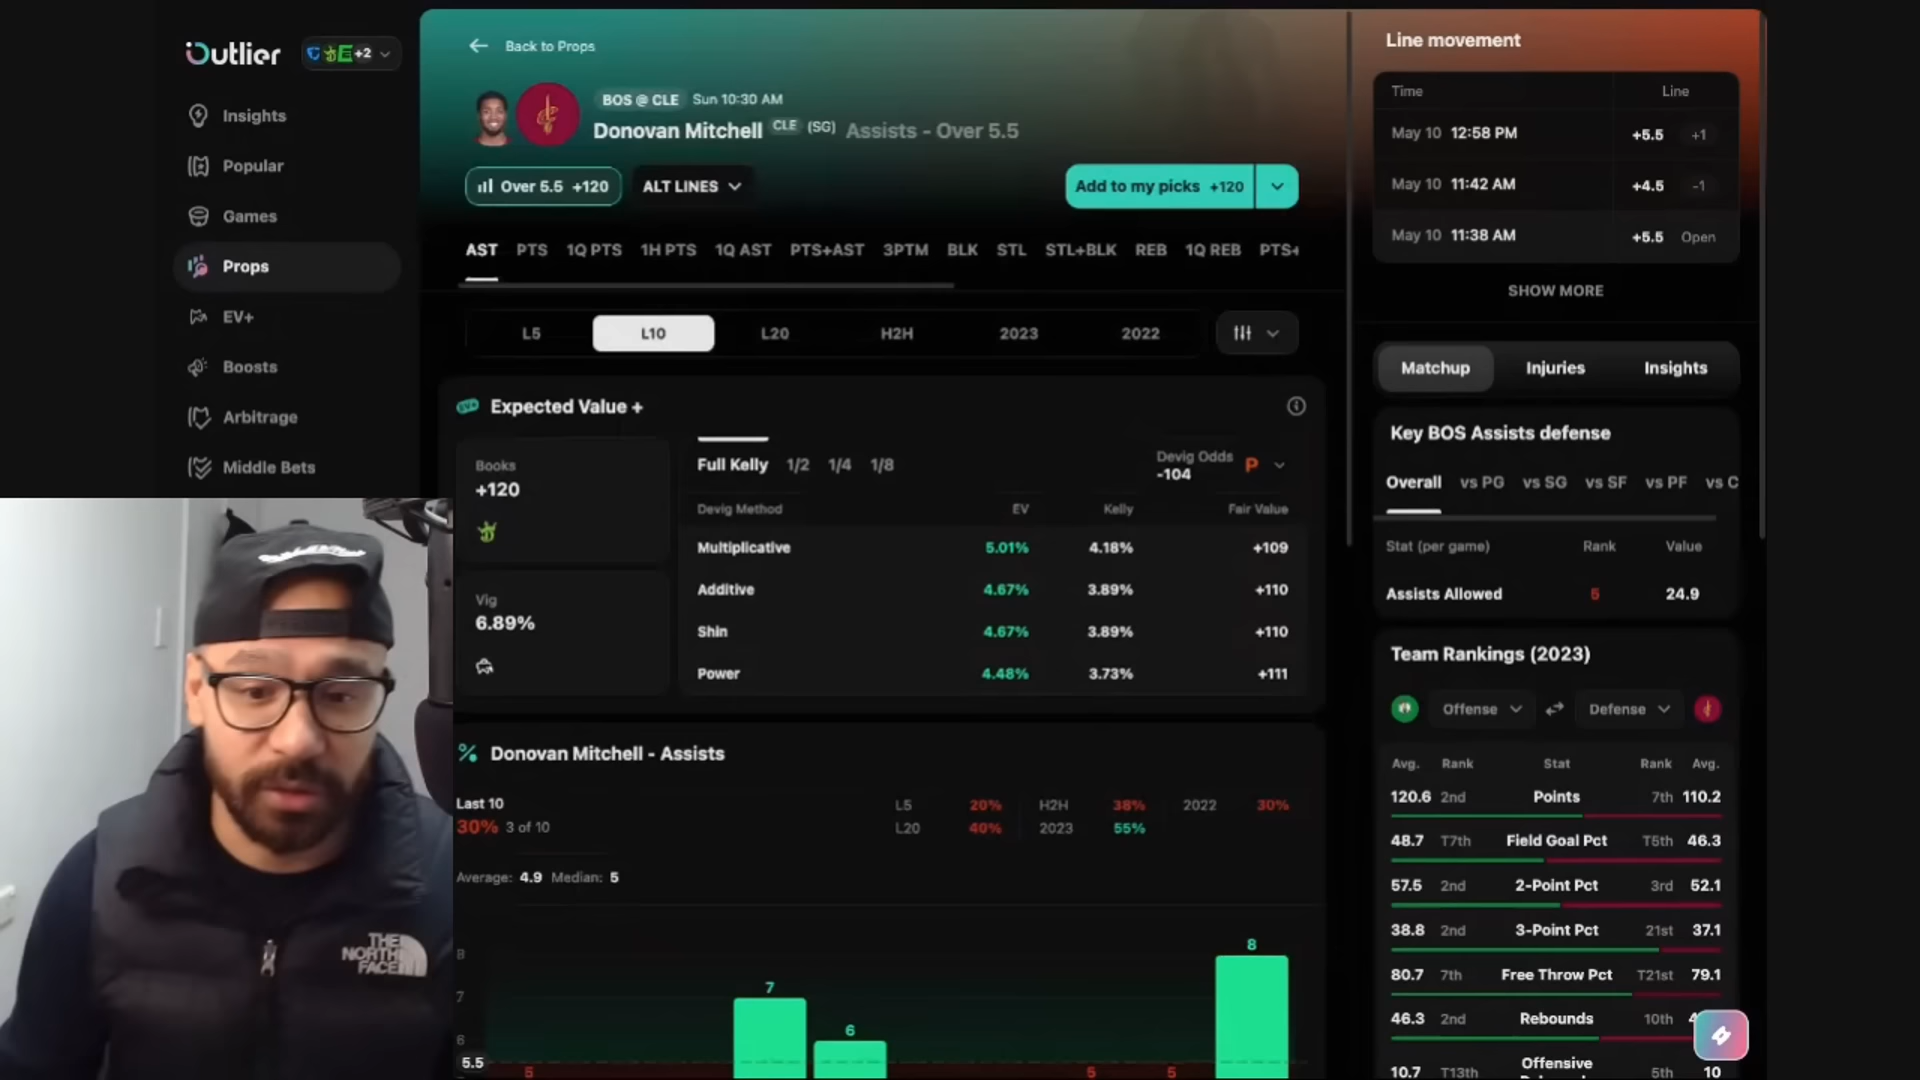 Outlier
+2
Insights
Popular
Games
Props
EV+
Boosts
Arbitrage
Middle Bets
Back to Props
BOS @ CLE Sun 10:30 AM
Donovan Mitchell CLE (SG) Assists - Over 5.5
Over 5.5 +120
ALT LINES
Add to my picks +120
AST PTS 1Q PTS 1H PTS 1Q AST PTS+AST 3PTM BLK STL STL+BLK REB 1Q REB PTS+
L5 L10 L20 H2H 2023 2022
Expected Value +
Books
+120
Vig
6.89%
Full Kelly 1/2 1/4 1/8
Devig Odds
-104
P
Devig Method EV Kelly Fair Value
Multiplicative 5.01% 4.18% +109
Additive 4.67% 3.89% +110
Shin 4.67% 3.89% +110
Power 4.48% 3.73% +111
% Donovan Mitchell - Assists
Last 10
30% 3 of 10
L5 20% H2H 38% 2022 30%
L20 40% 2023 55%
Average: 4.9 Median: 5
8
7
6
5.5
5
7
6
5
5
8
Line movement
Time Line
May 10 12:58 PM +5.5 +1
May 10 11:42 AM +4.5 -1
May 10 11:38 AM +5.5 Open
SHOW MORE
Matchup Injuries Insights
Key BOS Assists defense
Overall vs PG vs SG vs SF vs PF vs C
Stat (per game) Rank Value
Assists Allowed 5 24.9
Team Rankings (2023)
Offense Defense
Avg. Rank Stat Rank Avg.
120.6 2nd Points 7th 110.2
48.7 T7th Field Goal Pct T5th 46.3
57.5 2nd 2-Point Pct 3rd 52.1
38.8 2nd 3-Point Pct 21st 37.1
80.7 7th Free Throw Pct T21st 79.1
46.3 2nd Rebounds 10th
Offensive
10.7 T13th 5th 10
THE
NORTH
FACE